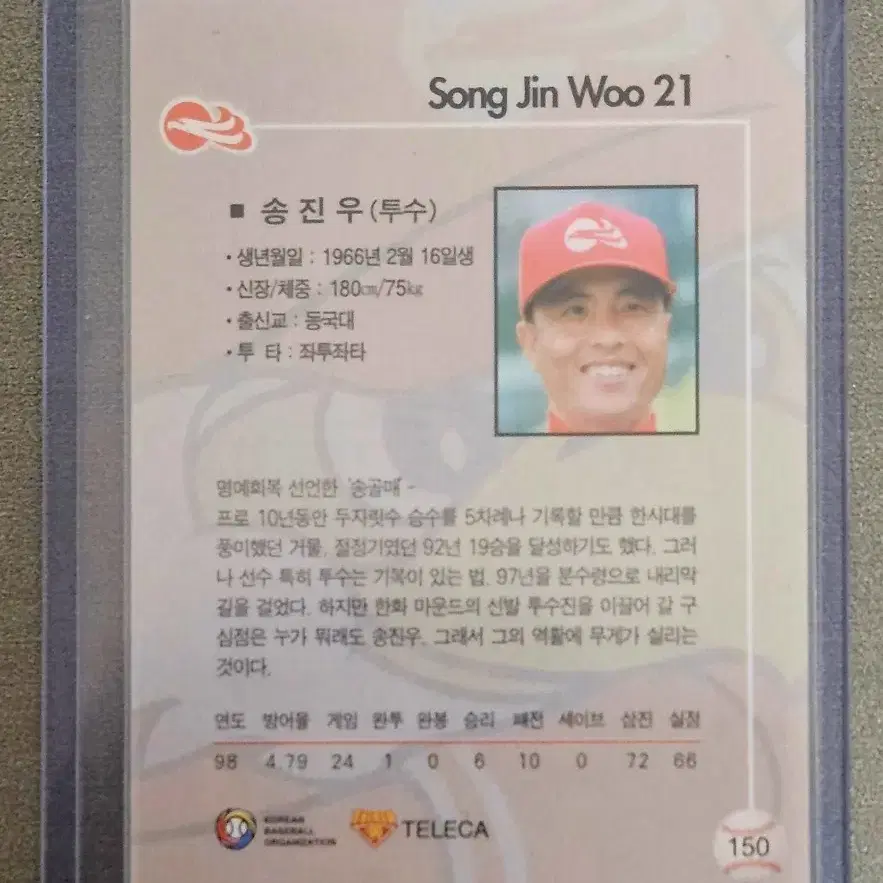 Song Jin Woo 21
■ 송 진 우 (투수)
· 생년월일 : 1966년 2월 16일생
· 신장/체중 : 180㎝/75㎏
· 출신교 : 동국대
· 투 타 : 좌투좌타
명예회복 선언한 '송골매' -
프로 10년동안 두자릿수 승수를 5차례나 기록할 만큼 한시대를
풍미했던 거물. 절정기였던 92년 19승을 달성하기도 했다. 그러
나 선수 특히 투수는 기복이 있는 법. 97년을 분수령으로 내리막
길을 걸었다. 하지만 한화 마운드의 선발 투수진을 이끌어 갈 구
심점은 누가 뭐래도 송진우. 그래서 그의 역활에 무게가 실리는
것이다.
연도 방어율 게임 완투 완봉 승리 패전 세이브 삼진 실점
98 4.79 24 1 0 6 10 0 72 66
KOREAN
BASEBALL
ORGANIZATION
TELECA
150